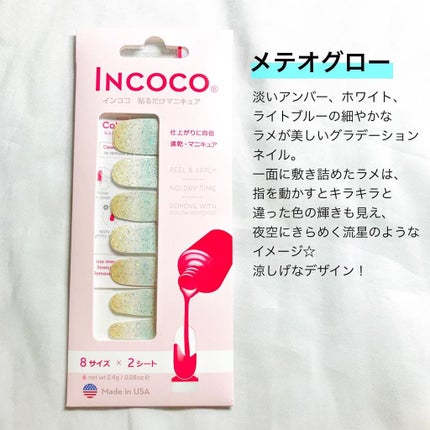 INCOCO®
インココ 貼るだけマニキュア
仕上がりに自信
速乾・マニキュア
PEEL & APPLY
NO DRY TIME
REMOVE WITH
POLISH REMOVER
8サイズ × 2シート
net wt 2.4g / 0.08oz e
Made in USA
メテオグロー
淡いアンバー、ホワイト、
ライトブルーの細やかな
ラメが美しいグラデーション
ネイル。
一面に敷き詰めたラメは、
指を動かすとキラキラと
違った色の輝きも見え、
夜空にきらめく流星のような
イメージ☆
涼しげなデザイン！